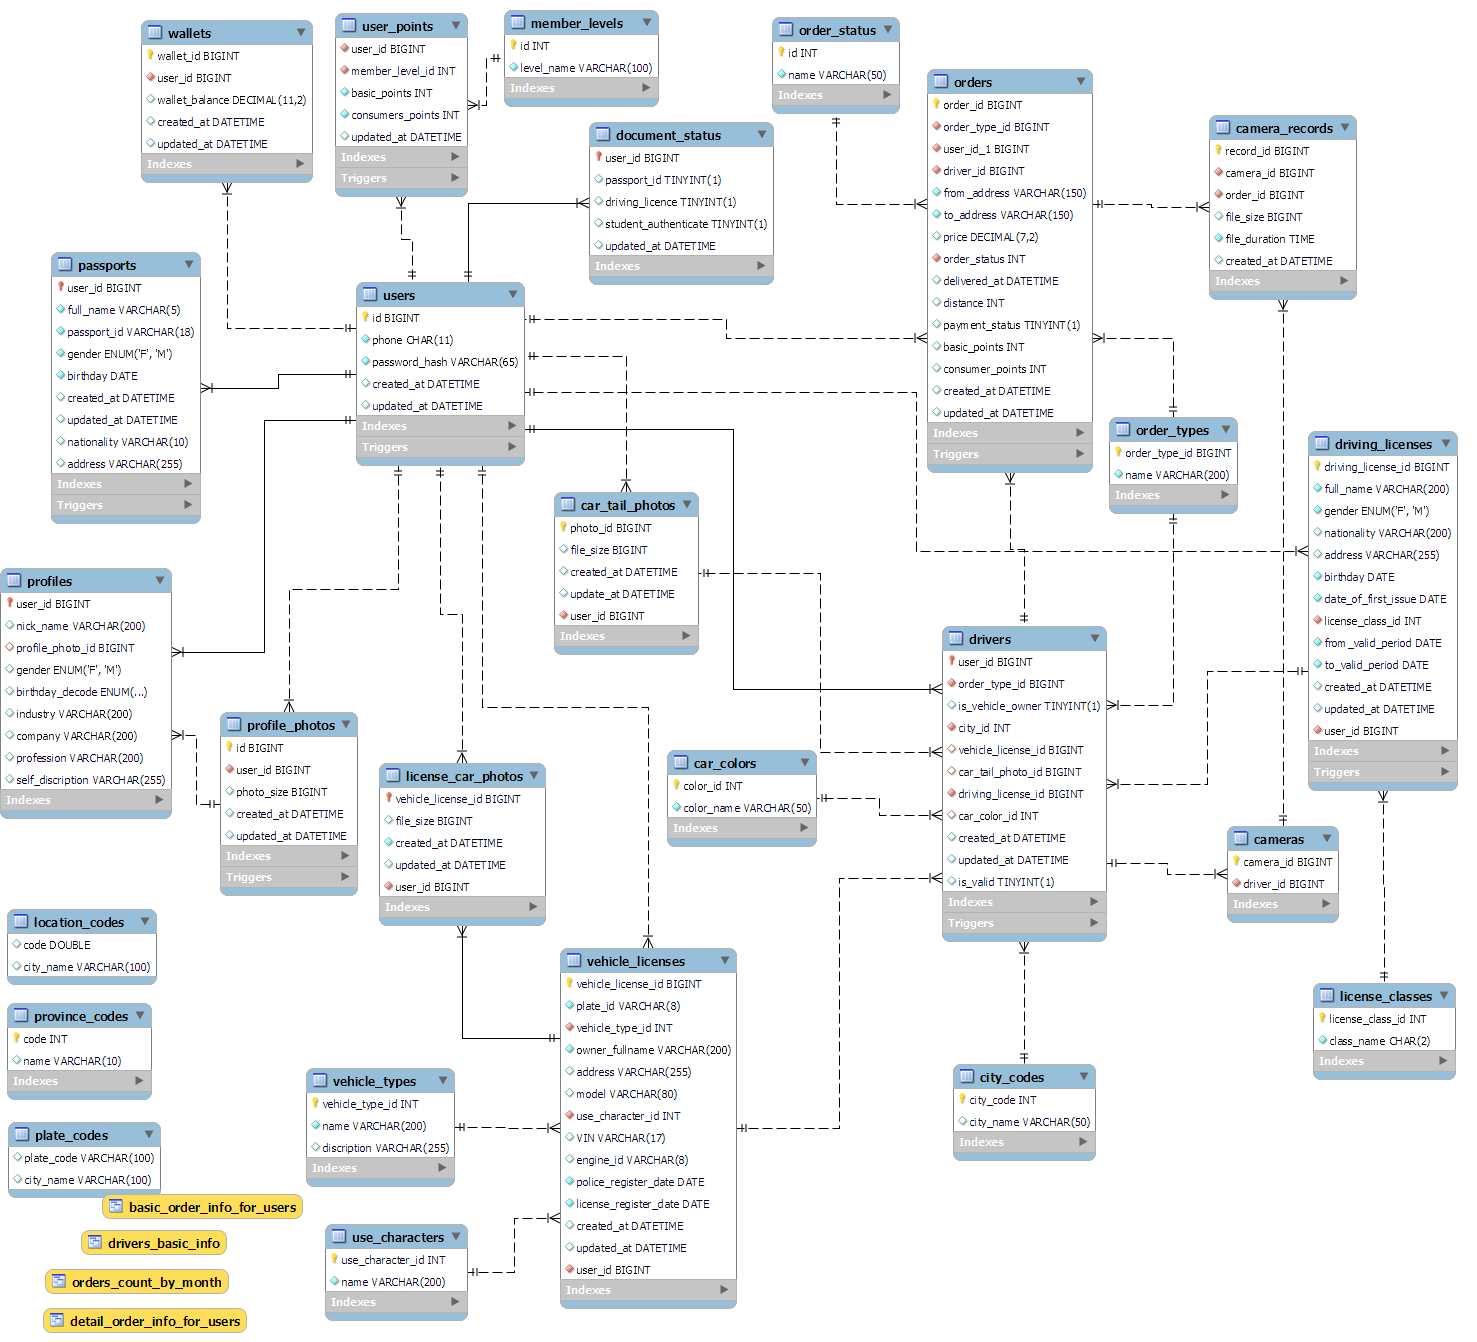 wallets
wallet_id BIGINT
user_id BIGINT
wallet_balance DECIMAL(11,2)
created_at DATETIME
updated_at DATETIME
Indexes
user_points
user_id BIGINT
member_level_id INT
basic_points INT
consumers_points INT
updated_at DATETIME
Indexes
Triggers
member_levels
id INT
level_name VARCHAR(100)
Indexes
document_status
user_id BIGINT
passport_id TINYINT(1)
driving_licence TINYINT(1)
student_authenticate TINYINT(1)
updated_at DATETIME
Indexes
order_status
id INT
name VARCHAR(50)
Indexes
orders
order_id BIGINT
order_type_id BIGINT
user_id_1 BIGINT
driver_id BIGINT
from_address VARCHAR(150)
to_address VARCHAR(150)
price DECIMAL(7,2)
order_status INT
delivered_at DATETIME
distance INT
payment_status TINYINT(1)
basic_points INT
consumer_points INT
created_at DATETIME
updated_at DATETIME
Indexes
Triggers
camera_records
record_id BIGINT
camera_id BIGINT
order_id BIGINT
file_size BIGINT
file_duration TIME
created_at DATETIME
Indexes
passports
user_id BIGINT
full_name VARCHAR(5)
passport_id VARCHAR(18)
gender ENUM('F', 'M')
birthday DATE
created_at DATETIME
updated_at DATETIME
nationality VARCHAR(10)
address VARCHAR(255)
Indexes
Triggers
users
id BIGINT
phone CHAR(11)
password_hash VARCHAR(65)
created_at DATETIME
updated_at DATETIME
Indexes
Triggers
order_types
order_type_id BIGINT
name VARCHAR(200)
Indexes
driving_licenses
driving_license_id BIGINT
full_name VARCHAR(200)
gender ENUM('F', 'M')
nationality VARCHAR(200)
address VARCHAR(255)
birthday DATE
date_of_first_issue DATE
license_class_id INT
from_valid_period DATE
to_valid_period DATE
created_at DATETIME
updated_at DATETIME
user_id BIGINT
Indexes
Triggers
car_tail_photos
photo_id BIGINT
file_size BIGINT
created_at DATETIME
update_at DATETIME
user_id BIGINT
Indexes
profiles
user_id BIGINT
nick_name VARCHAR(200)
profile_photo_id BIGINT
gender ENUM('F', 'M')
birthday_decode ENUM(...)
industry VARCHAR(200)
company VARCHAR(200)
profession VARCHAR(200)
self_discription VARCHAR(255)
Indexes
profile_photos
id BIGINT
user_id BIGINT
photo_size BIGINT
created_at DATETIME
updated_at DATETIME
Indexes
Triggers
license_car_photos
vehicle_license_id BIGINT
file_size BIGINT
created_at DATETIME
updated_at DATETIME
user_id BIGINT
Indexes
car_colors
color_id INT
color_name VARCHAR(50)
Indexes
drivers
user_id BIGINT
order_type_id BIGINT
is_vehicle_owner TINYINT(1)
city_id INT
vehicle_license_id BIGINT
car_tail_photo_id BIGINT
driving_license_id BIGINT
car_color_id INT
created_at DATETIME
updated_at DATETIME
is_valid TINYINT(1)
Indexes
Triggers
cameras
camera_id BIGINT
driver_id BIGINT
Indexes
location_codes
code DOUBLE
city_name VARCHAR(100)
province_codes
code INT
name VARCHAR(10)
Indexes
plate_codes
plate_code VARCHAR(100)
city_name VARCHAR(100)
vehicle_licenses
vehicle_license_id BIGINT
plate_id VARCHAR(8)
vehicle_type_id INT
owner_fullname VARCHAR(200)
address VARCHAR(255)
model VARCHAR(80)
use_character_id INT
VIN VARCHAR(17)
engine_id VARCHAR(8)
police_register_date DATE
license_register_date DATE
created_at DATETIME
updated_at DATETIME
user_id BIGINT
Indexes
vehicle_types
vehicle_type_id INT
name VARCHAR(200)
discription VARCHAR(255)
Indexes
use_characters
use_character_id INT
name VARCHAR(200)
Indexes
city_codes
city_code INT
city_name VARCHAR(50)
Indexes
license_classes
license_class_id INT
class_name CHAR(2)
Indexes
basic_order_info_for_users
drivers_basic_info
orders_count_by_month
detail_order_info_for_users